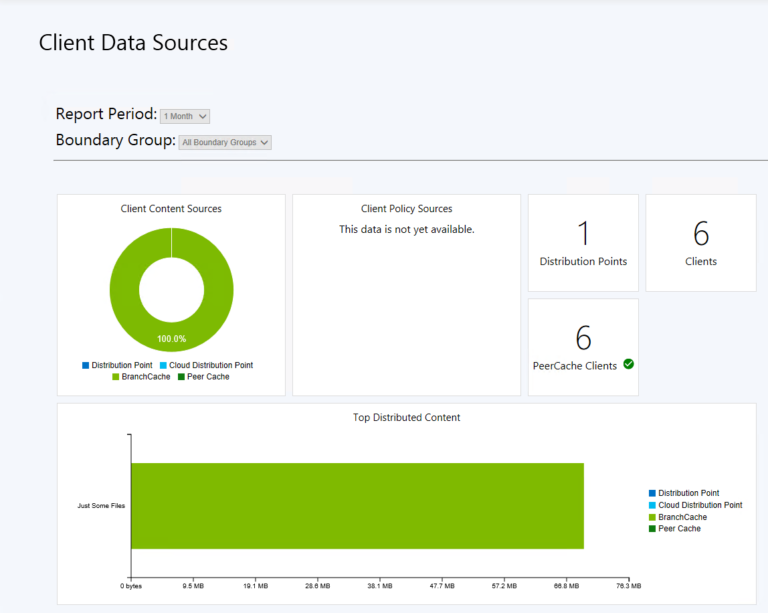 Client Data Sources
Report Period: 1 Month
Boundary Group: All Boundary Groups
Client Content Sources
100.0%
Distribution Point Cloud Distribution Point
BranchCache Peer Cache
Client Policy Sources
This data is not yet available.
1
Distribution Points
6
Clients
6
PeerCache Clients
Top Distributed Content
Just Some Files
0 bytes 9.5 MB 19.1 MB 28.6 MB 38.1 MB 47.7 MB 57.2 MB 66.8 MB 76.3 MB
Distribution Point
Cloud Distribution Point
BranchCache
Peer Cache